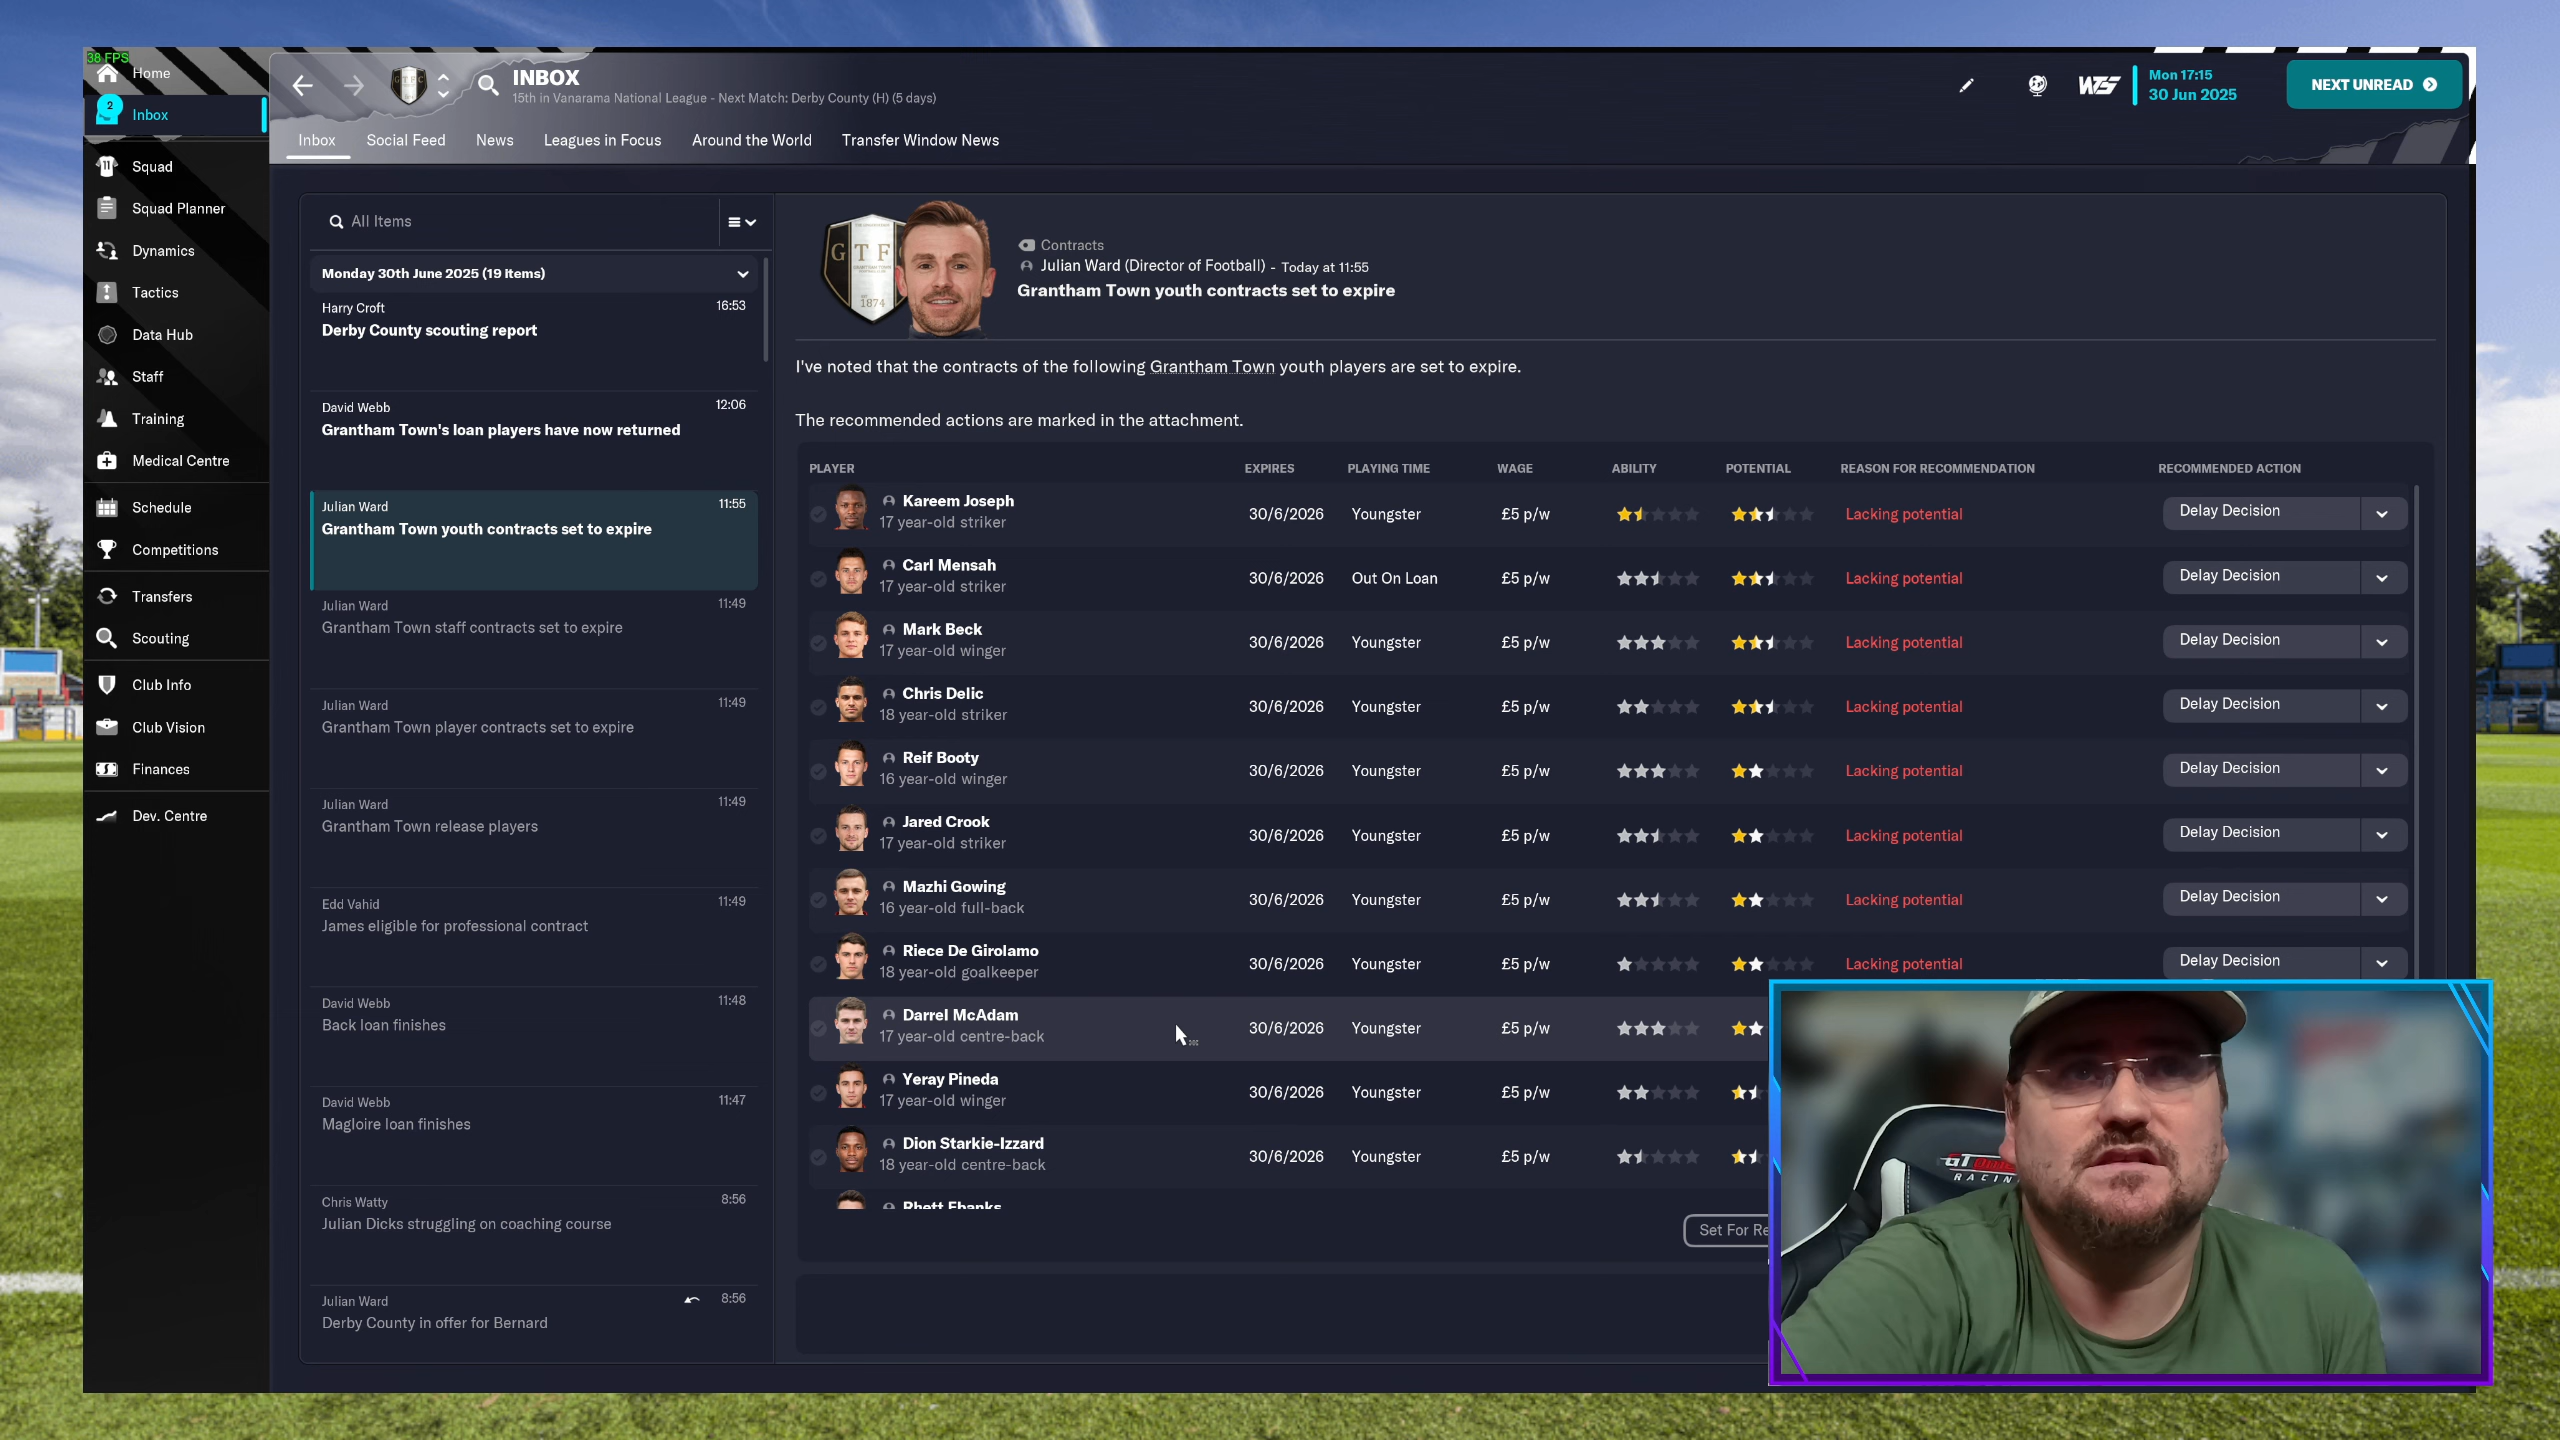 38 FPS
Home
2
Inbox
Squad
Squad Planner
Dynamics
Tactics
Data Hub
Staff
Training
Medical Centre
Schedule
Competitions
Transfers
Scouting
Club Info
Club Vision
Finances
Dev. Centre
INBOX
15th in Vanarama National League - Next Match: Derby County (H) (5 days)
Mon 17:15
30 Jun 2025
NEXT UNREAD
Inbox Social Feed News Leagues in Focus Around the World Transfer Window News
All Items
Monday 30th June 2025 (19 Items)
Harry Croft 16:53
Derby County scouting report
David Webb 12:06
Grantham Town's loan players have now returned
Julian Ward 11:55
Grantham Town youth contracts set to expire
Julian Ward 11:49
Grantham Town staff contracts set to expire
Julian Ward 11:49
Grantham Town player contracts set to expire
Julian Ward 11:49
Grantham Town release players
Edd Vahid 11:49
James eligible for professional contract
David Webb 11:48
Back loan finishes
David Webb 11:47
Magloire loan finishes
Chris Watty 8:56
Julian Dicks struggling on coaching course
Julian Ward 8:56
Derby County in offer for Bernard
G T F
1874
Contracts
Julian Ward (Director of Football) - Today at 11:55
Grantham Town youth contracts set to expire
I've noted that the contracts of the following Grantham Town youth players are set to expire.
The recommended actions are marked in the attachment.
PLAYER EXPIRES PLAYING TIME WAGE ABILITY POTENTIAL REASON FOR RECOMMENDATION RECOMMENDED ACTION
Kareem Joseph
17 year-old striker 30/6/2026 Youngster £5 p/w Lacking potential Delay Decision
Carl Mensah
17 year-old striker 30/6/2026 Out On Loan £5 p/w Lacking potential Delay Decision
Mark Beck
17 year-old winger 30/6/2026 Youngster £5 p/w Lacking potential Delay Decision
Chris Delic
18 year-old striker 30/6/2026 Youngster £5 p/w Lacking potential Delay Decision
Reif Booty
16 year-old winger 30/6/2026 Youngster £5 p/w Lacking potential Delay Decision
Jared Crook
17 year-old striker 30/6/2026 Youngster £5 p/w Lacking potential Delay Decision
Mazhi Gowing
16 year-old full-back 30/6/2026 Youngster £5 p/w Lacking potential Delay Decision
Riece De Girolamo
18 year-old goalkeeper 30/6/2026 Youngster £5 p/w Lacking potential Delay Decision
Darrel McAdam
17 year-old centre-back 30/6/2026 Youngster £5 p/w
Yeray Pineda
17 year-old winger 30/6/2026 Youngster £5 p/w
Dion Starkie-Izzard
18 year-old centre-back 30/6/2026 Youngster £5 p/w
Rhett Ebanks
Set For Re
RACIN